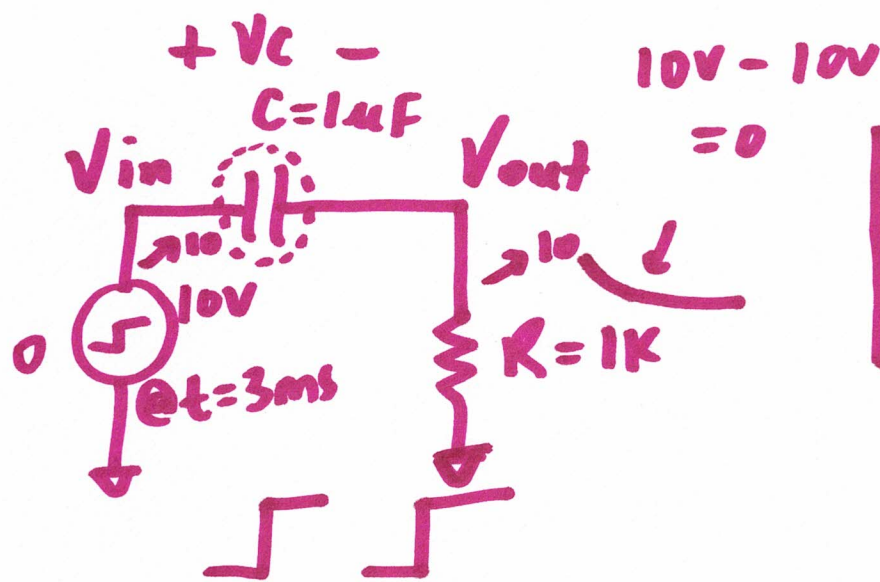 + Vc −
10V - 10V
C=1uF
= 0
Vin
Vout
10
10
10V
0
R=1K
@t=3ms